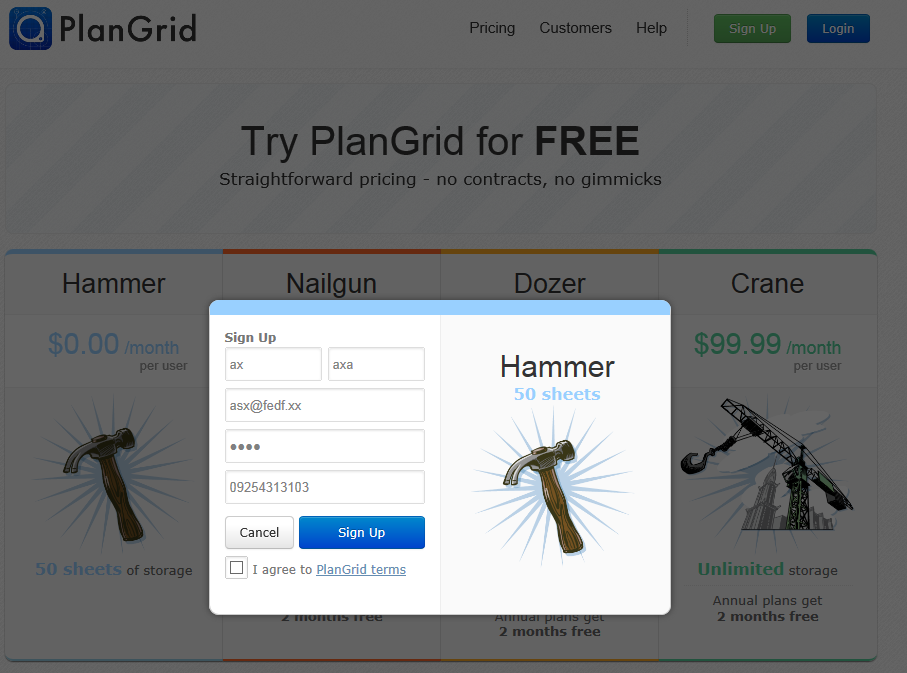 PlanGrid
Pricing Customers Help Sign Up Login
Try PlanGrid for FREE
Straightforward pricing - no contracts, no gimmicks
Hammer Nailgun Dozer Crane
$0.00 /month
per user
$99.99 /month
per user
Sign Up
ax axa
asx@fedf.xx
••••
09254313103
Cancel Sign Up
I agree to PlanGrid terms
Hammer
50 sheets
50 sheets of storage
2 months free
Annual plans get
2 months free
Unlimited storage
Annual plans get
2 months free